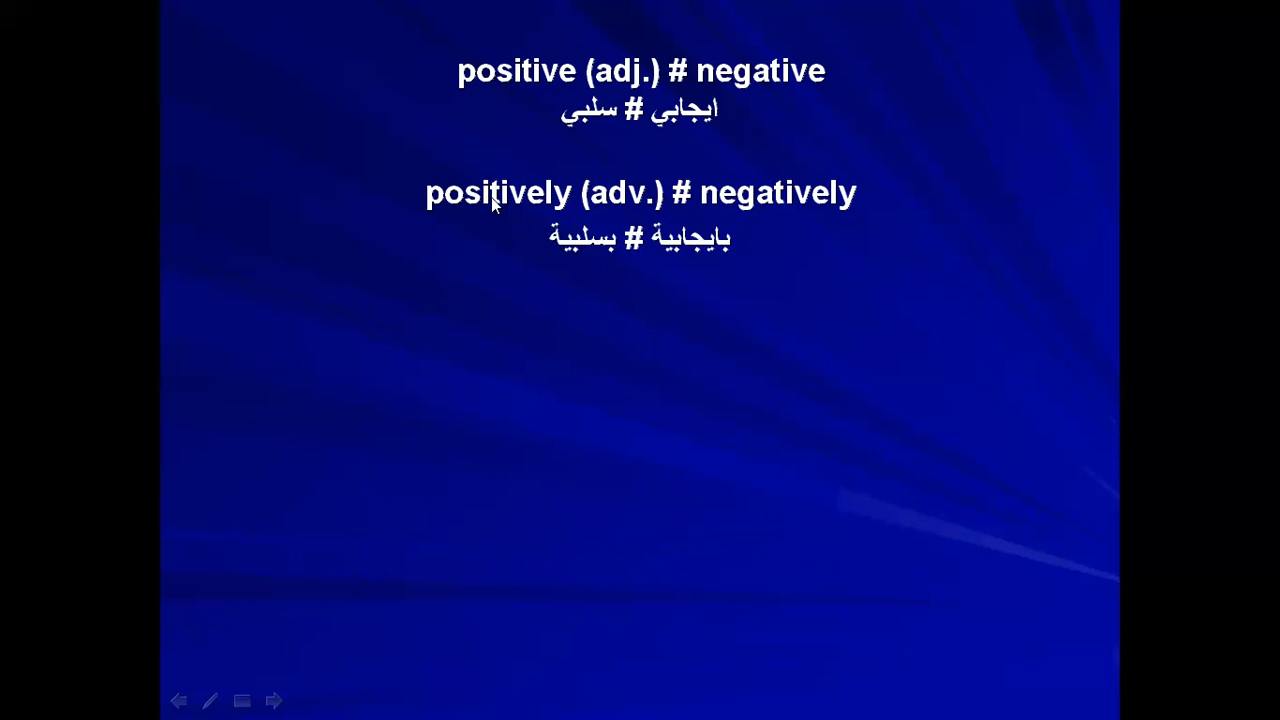 positive (adj.) # negative
ايجابي # سلبي
positively (adv.) # negatively
بايجابية # بسلبية